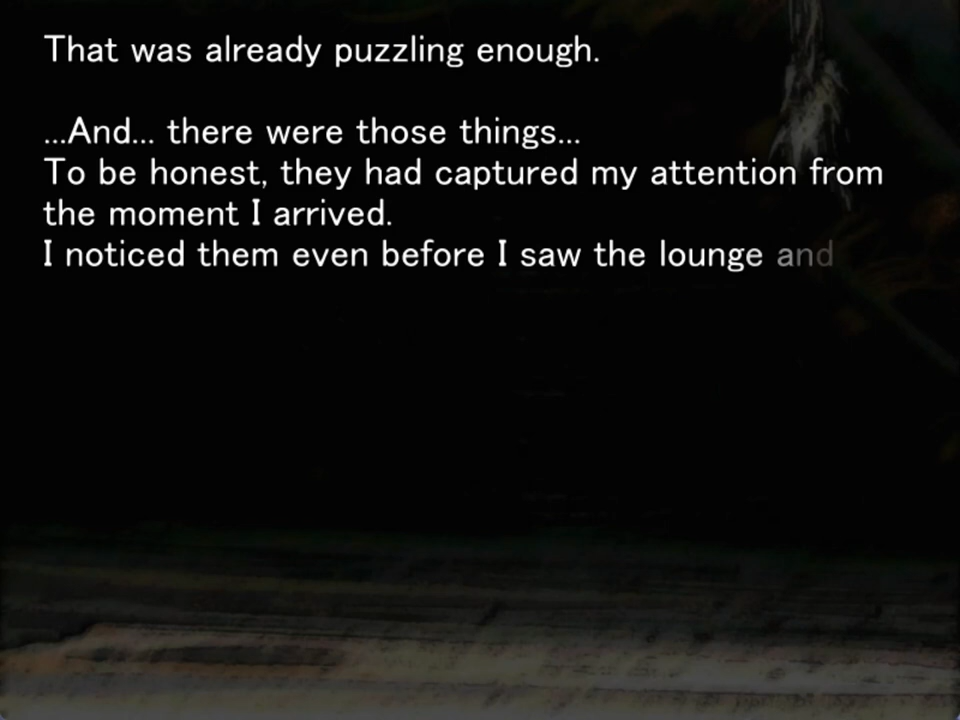 That was already puzzling enough.
...And... there were those things...
To be honest, they had captured my attention from
the moment I arrived.
I noticed them even before I saw the lounge and